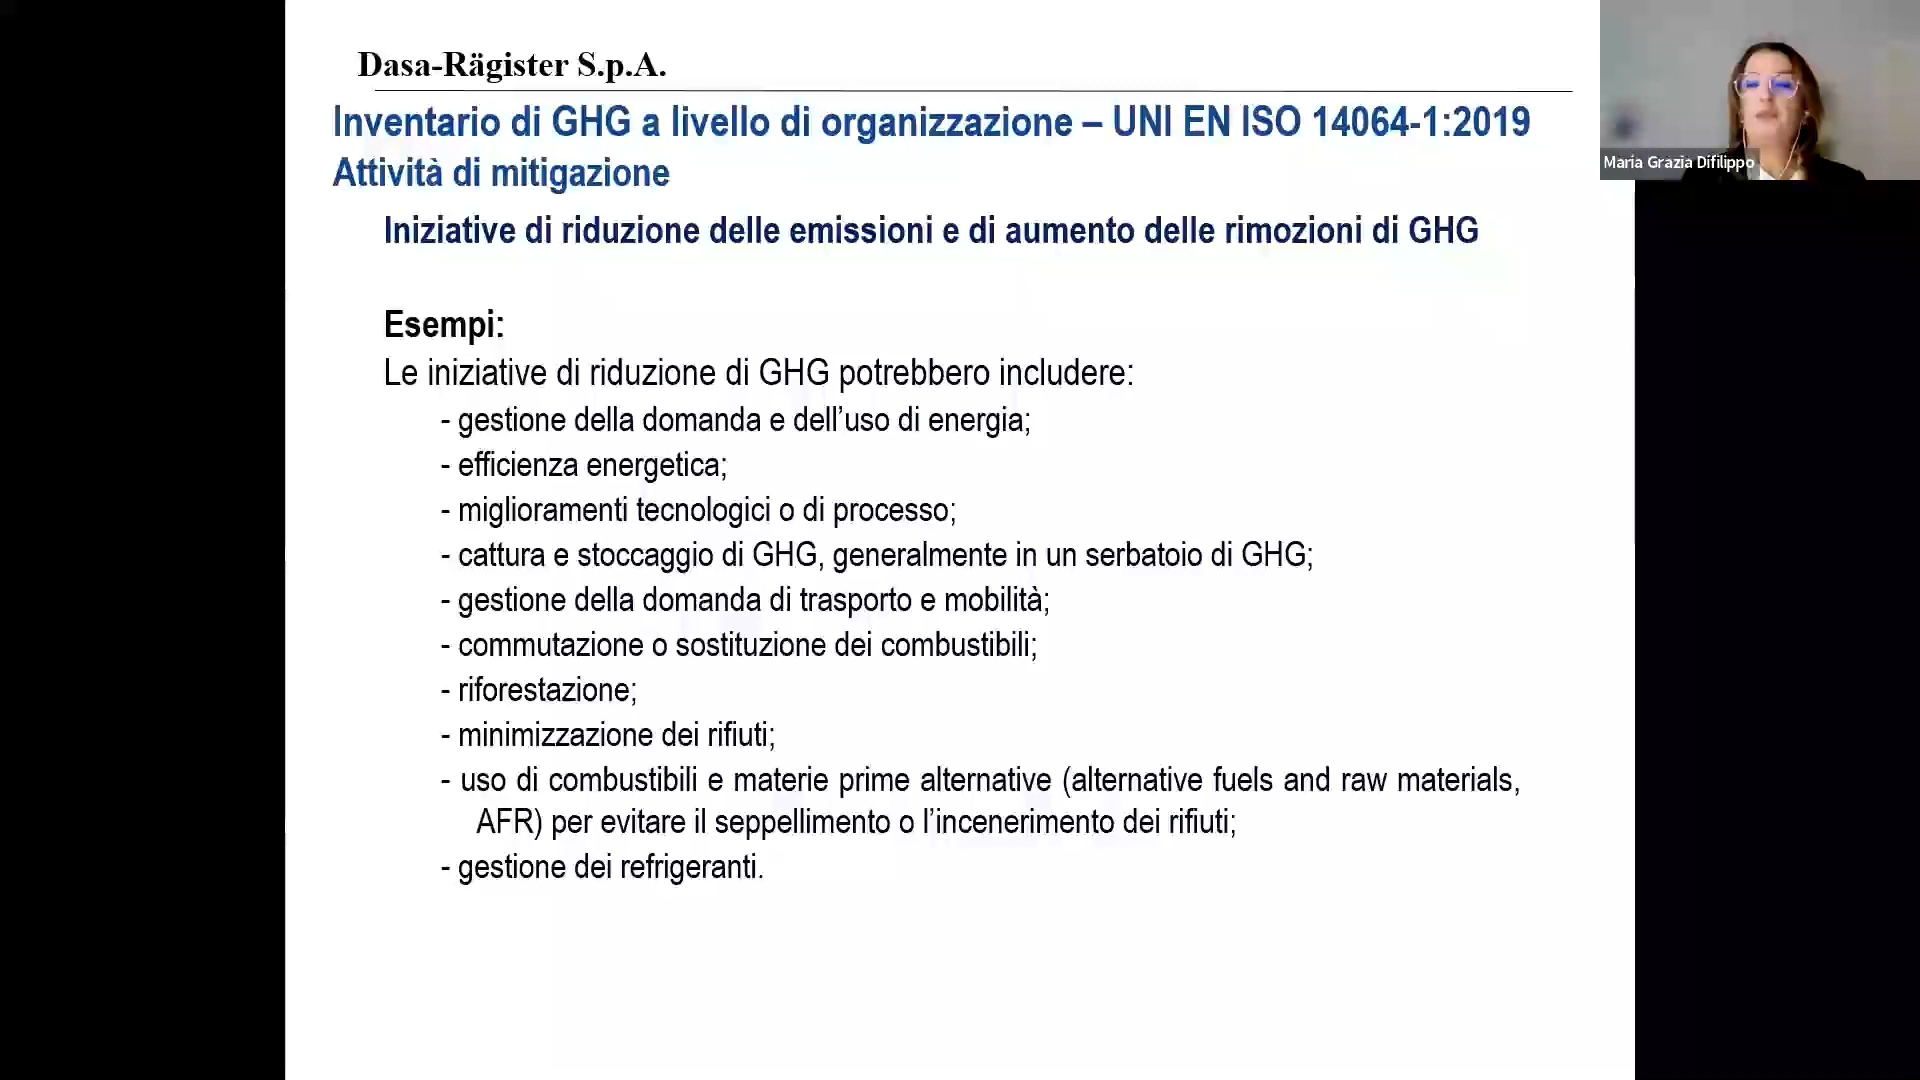 Dasa-Rägister S.p.A.
Inventario di GHG a livello di organizzazione – UNI EN ISO 14064-1:2019
Attività di mitigazione
Maria Grazia Difilippo
Iniziative di riduzione delle emissioni e di aumento delle rimozioni di GHG
Esempi:
Le iniziative di riduzione di GHG potrebbero includere:
- gestione della domanda e dell’uso di energia;
- efficienza energetica;
- miglioramenti tecnologici o di processo;
- cattura e stoccaggio di GHG, generalmente in un serbatoio di GHG;
- gestione della domanda di trasporto e mobilità;
- commutazione o sostituzione dei combustibili;
- riforestazione;
- minimizzazione dei rifiuti;
- uso di combustibili e materie prime alternative (alternative fuels and raw materials,
AFR) per evitare il seppellimento o l’incenerimento dei rifiuti;
- gestione dei refrigeranti.